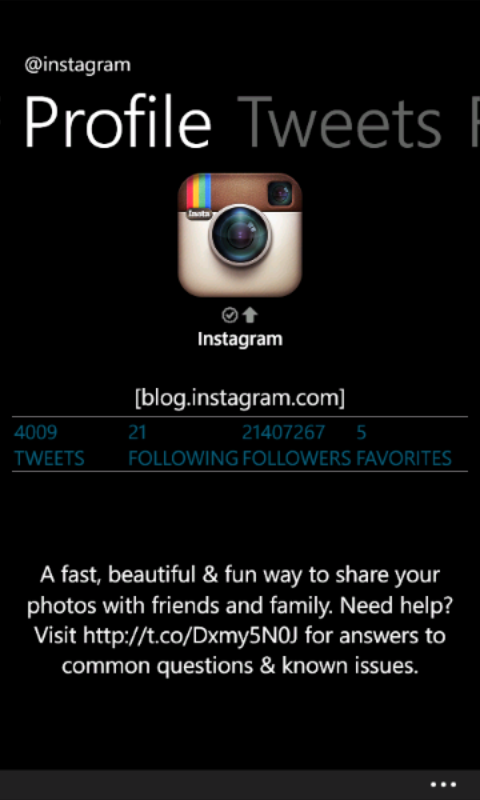 @instagram
Profile Tweets
Insta
Instagram
[blog.instagram.com]
4009 21 21407267 5
TWEETS FOLLOWING FOLLOWERS FAVORITES
A fast, beautiful & fun way to share your
photos with friends and family. Need help?
Visit http://t.co/Dxmy5N0J for answers to
common questions & known issues.